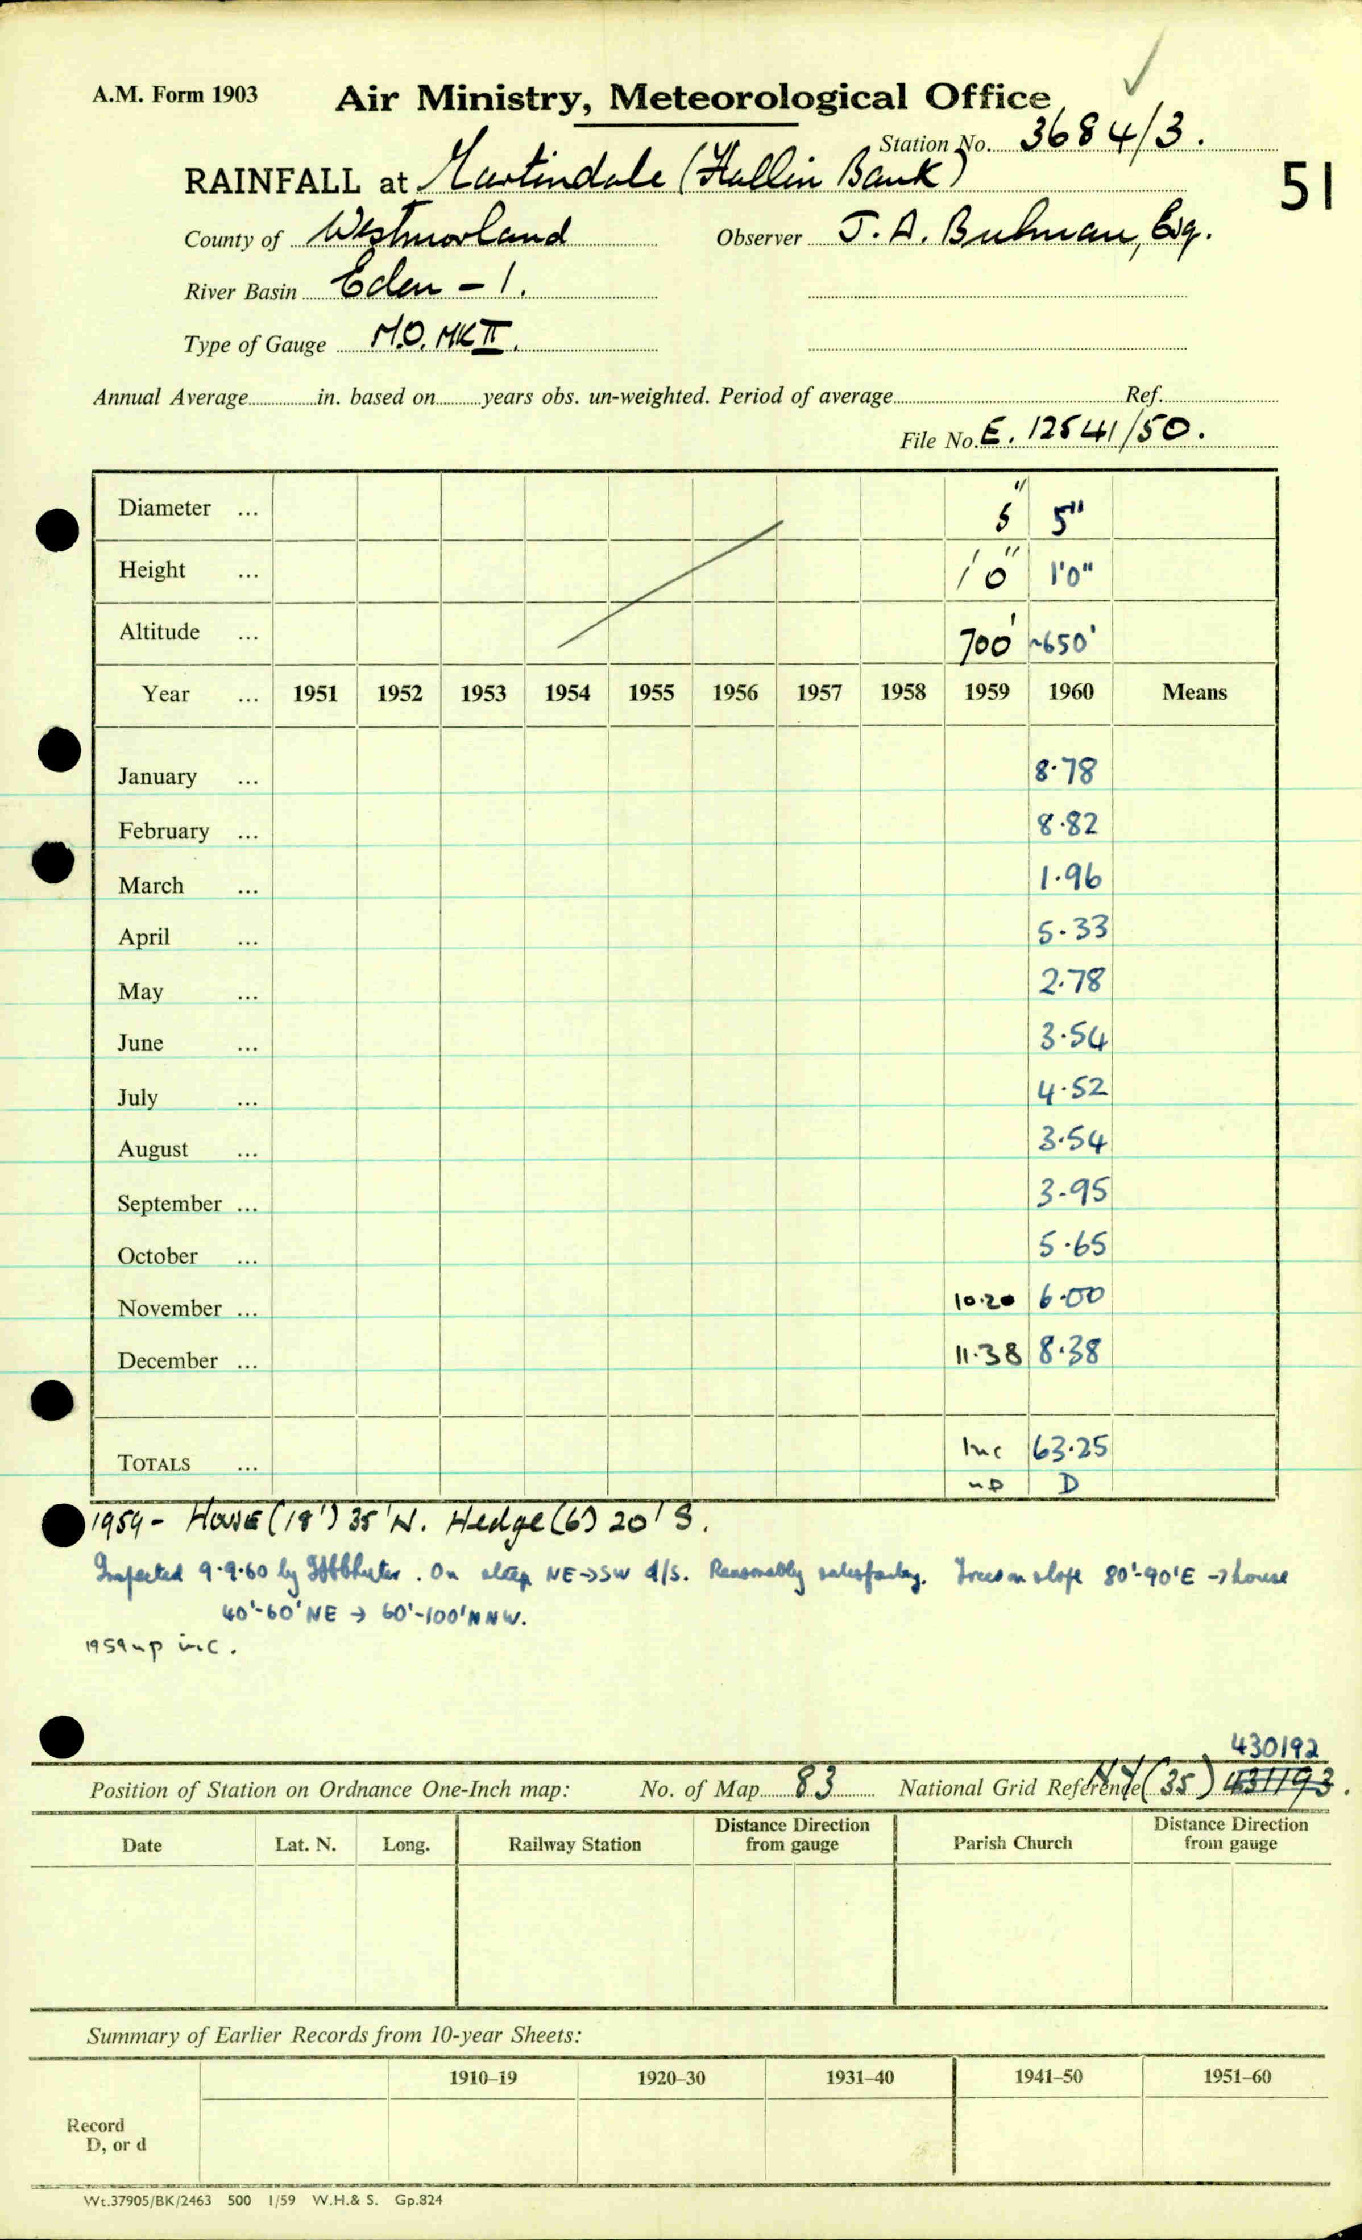 A.M. Form 1903
Air Ministry, Meteorological Office
Station No. 3684/3.
RAINFALL at Martindale (Hallin Bank)
51
County of Westmorland Observer J. A. Bulman, Esq.
River Basin Eden - 1.
Type of Gauge M.O. MK II.
Annual Average in. based on years obs. un-weighted. Period of average Ref.
File No. E. 12541/50.
Diameter ... 5" 5"
Height ... 1'0" 1'0"
Altitude ... 700' ~650'
Year ... 1951 1952 1953 1954 1955 1956 1957 1958 1959 1960 Means
January ... 8.78
February ... 8.82
March ... 1.96
April ... 5.33
May ... 2.78
June ... 3.54
July ... 4.52
August ... 3.54
September ... 3.95
October ... 5.65
November ... 10.20 6.00
December ... 11.38 8.38
TOTALS ... Inc 63.25
up D
1959 - House (18') 35' N. Hedge (6') 20' S.
Inspected 9.9.60 by . On steep NE→SW d/s. Reasonably satisfactory. Trees on slope 80'-90'E → house
40'-60' NE → 60'-100' NNW.
1959 up inc.
430192
Position of Station on Ordnance One-Inch map: No. of Map 83 National Grid Reference NY (35) 431193.
Date Lat. N. Long. Railway Station Distance Direction from gauge Parish Church Distance Direction from gauge
Summary of Earlier Records from 10-year Sheets:
1910–19 1920–30 1931–40 1941–50 1951–60
Record
D, or d
Wt.37905/BK/2463 500 1/59 W.H.& S. Gp.824